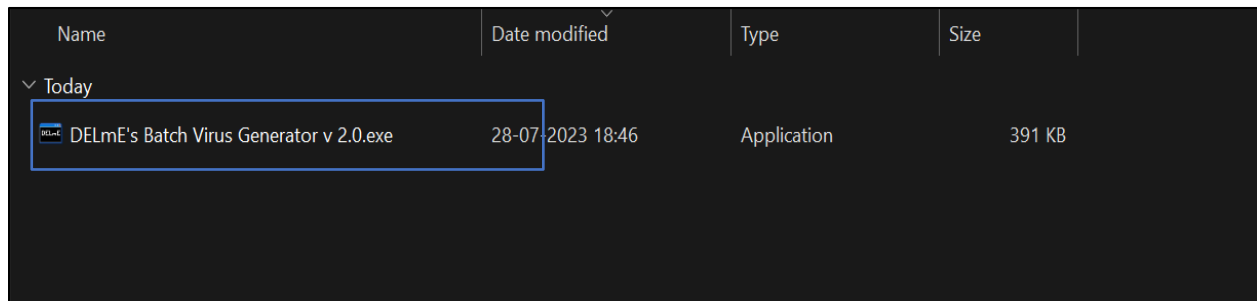 Name Date modified Type Size
Today
DELmE DELmE's Batch Virus Generator v 2.0.exe 28-07-2023 18:46 Application 391 KB